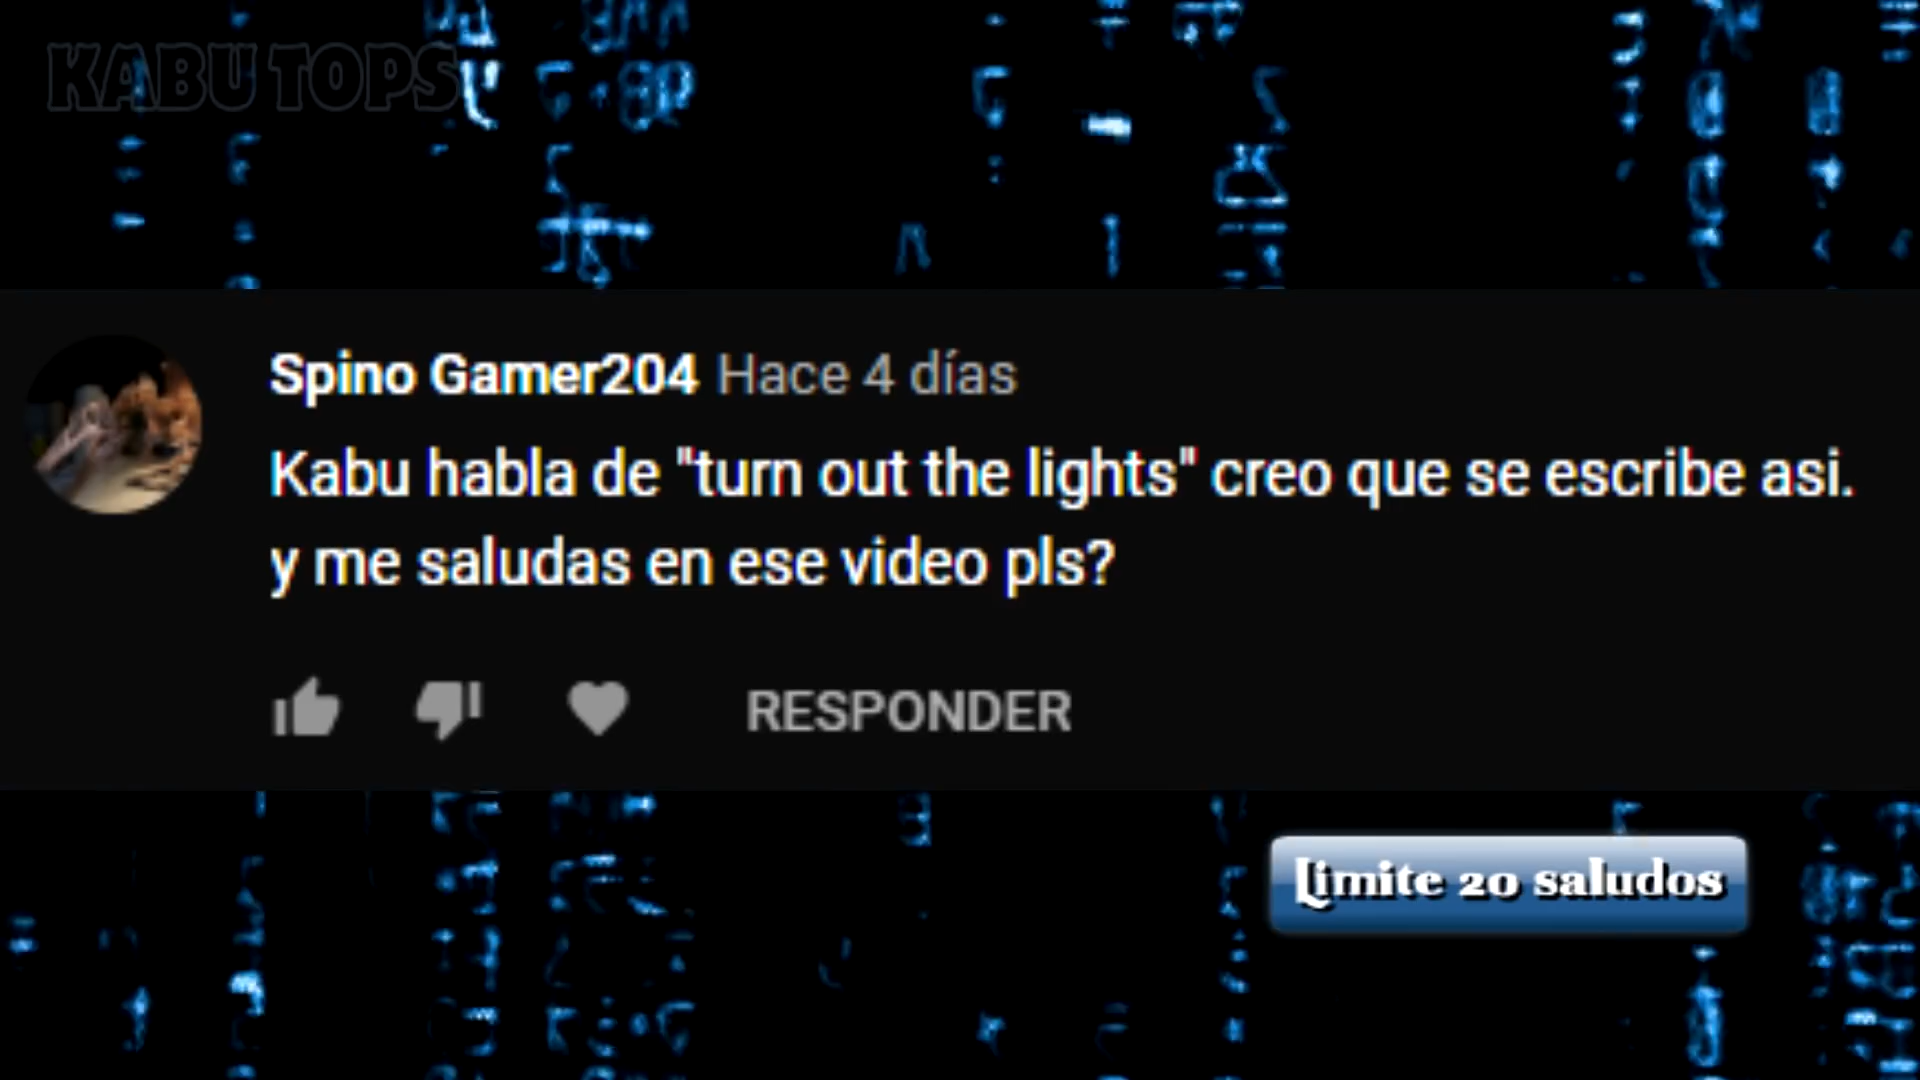 KABU TOPS
Spino Gamer204 Hace 4 días
Kabu habla de "turn out the lights" creo que se escribe asi.
y me saludas en ese video pls?
RESPONDER
Limite 20 saludos